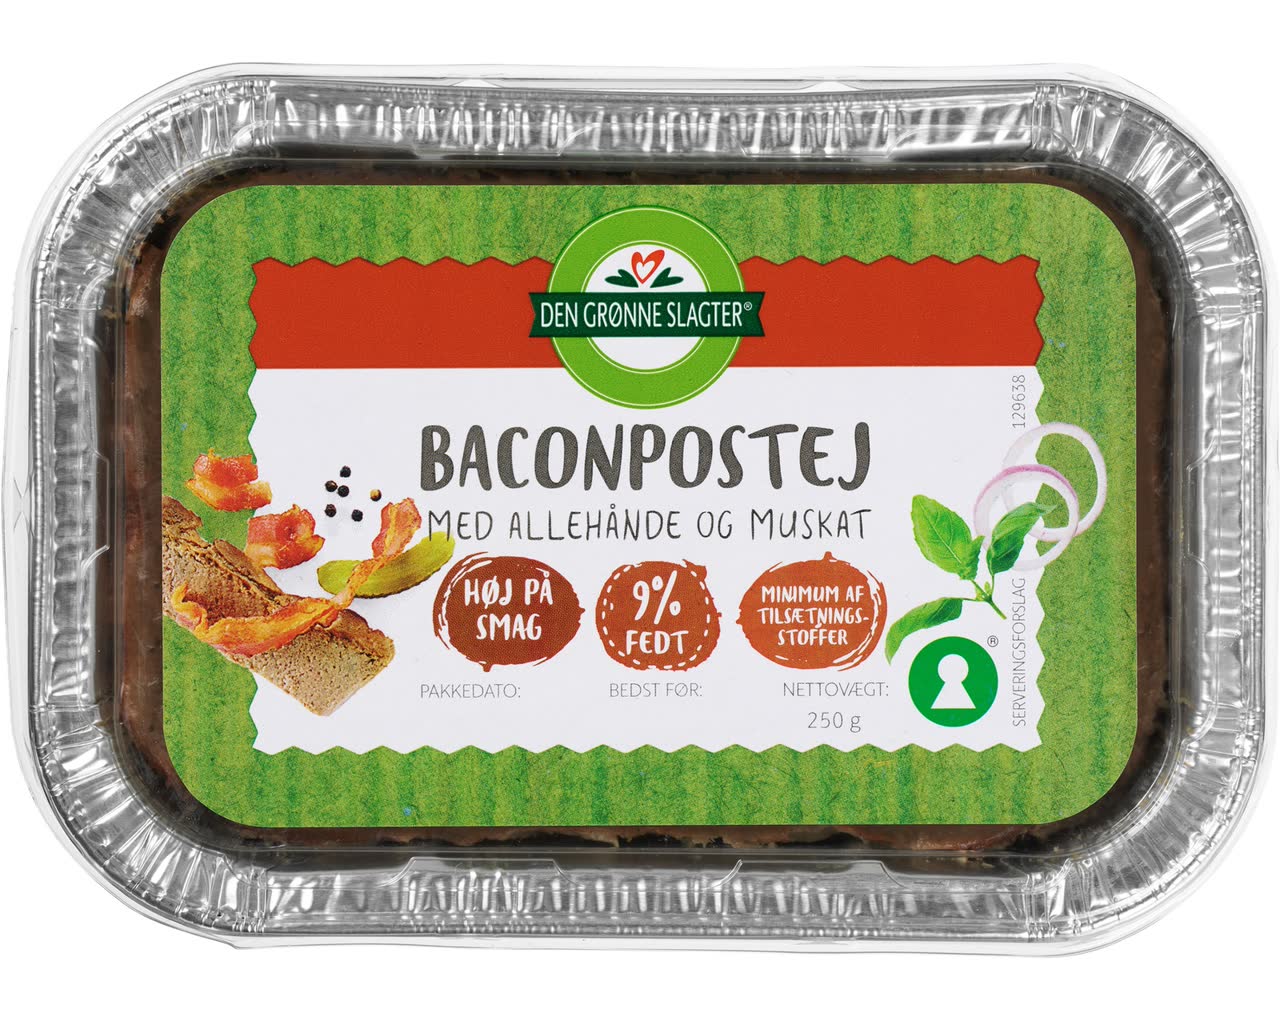 DEN GRØNNE SLAGTER®
BACONPOSTEJ
MED ALLEHÅNDE OG MUSKAT
HØJ PÅ
SMAG
9%
FEDT
MINIMUM AF
TILSÆTNINGS-
STOFFER
PAKKEDATO:
BEDST FØR:
NETTOVÆGT:
250 g
®
129638
SERVERINGSFORSLAG